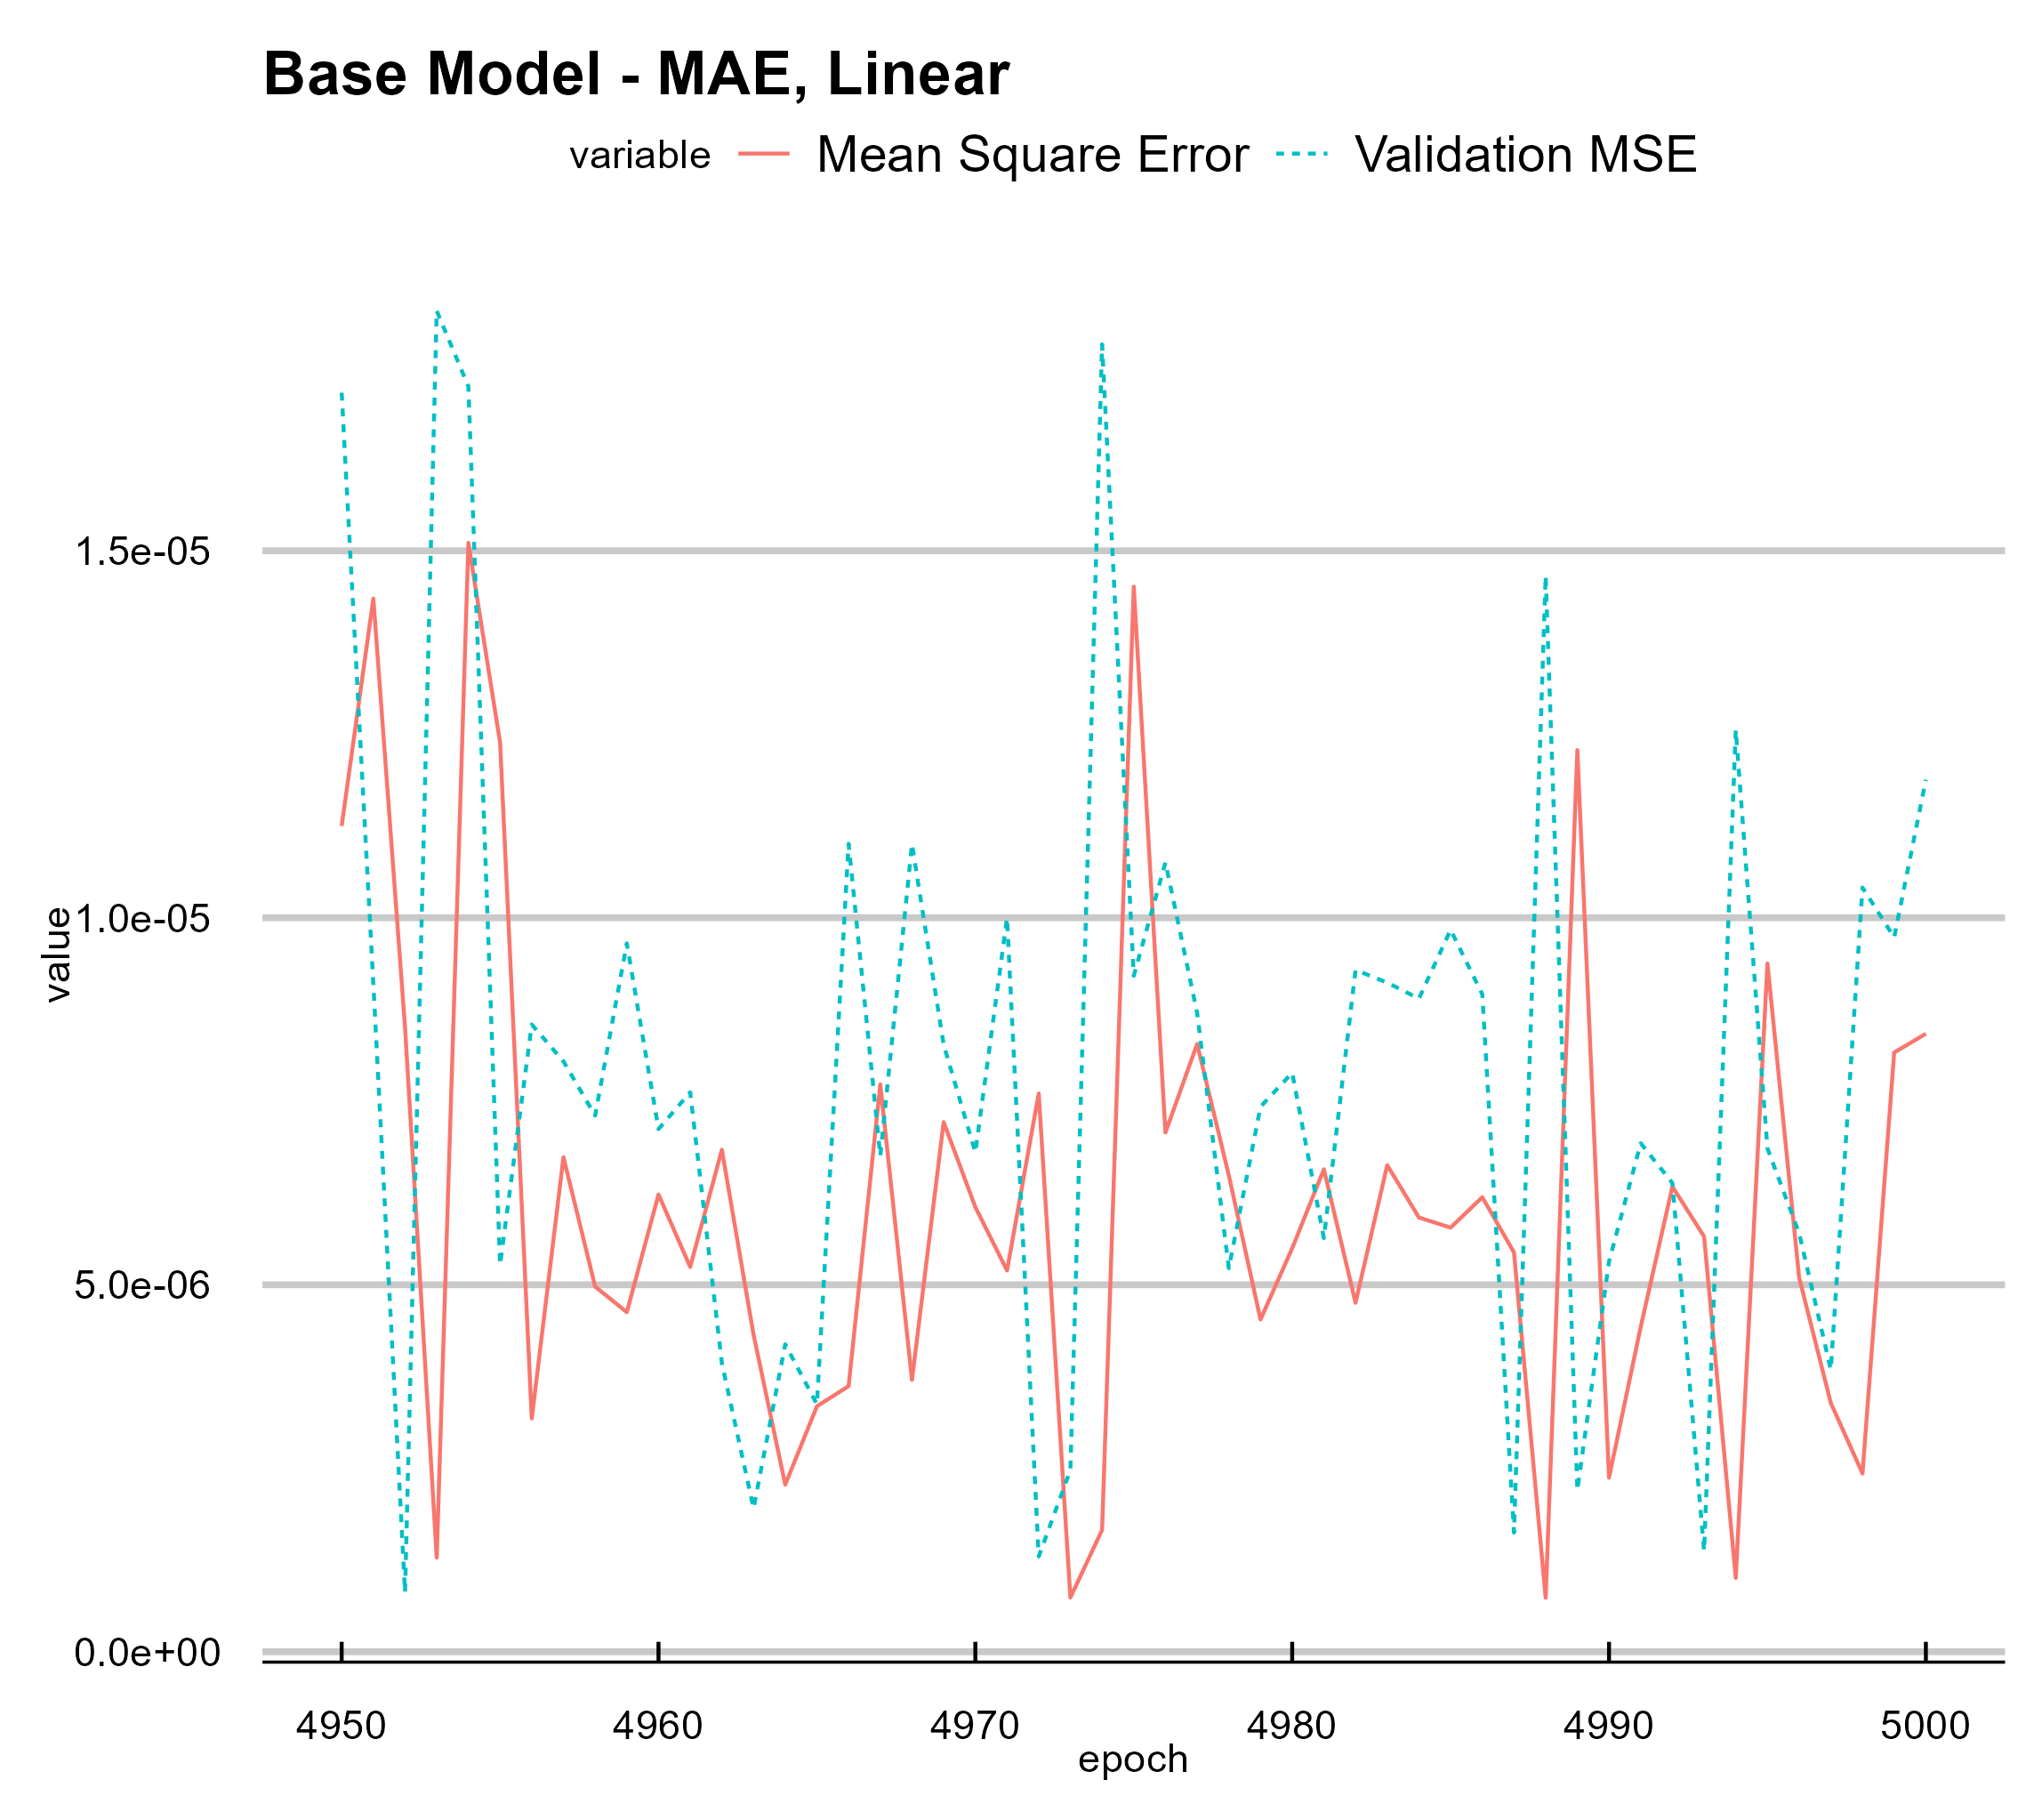 Base Model - MAE, Linear
variable Mean Square Error Validation MSE
value
1.5e-05
1.0e-05
5.0e-06
0.0e+00
4950 4960 4970 4980 4990 5000
epoch